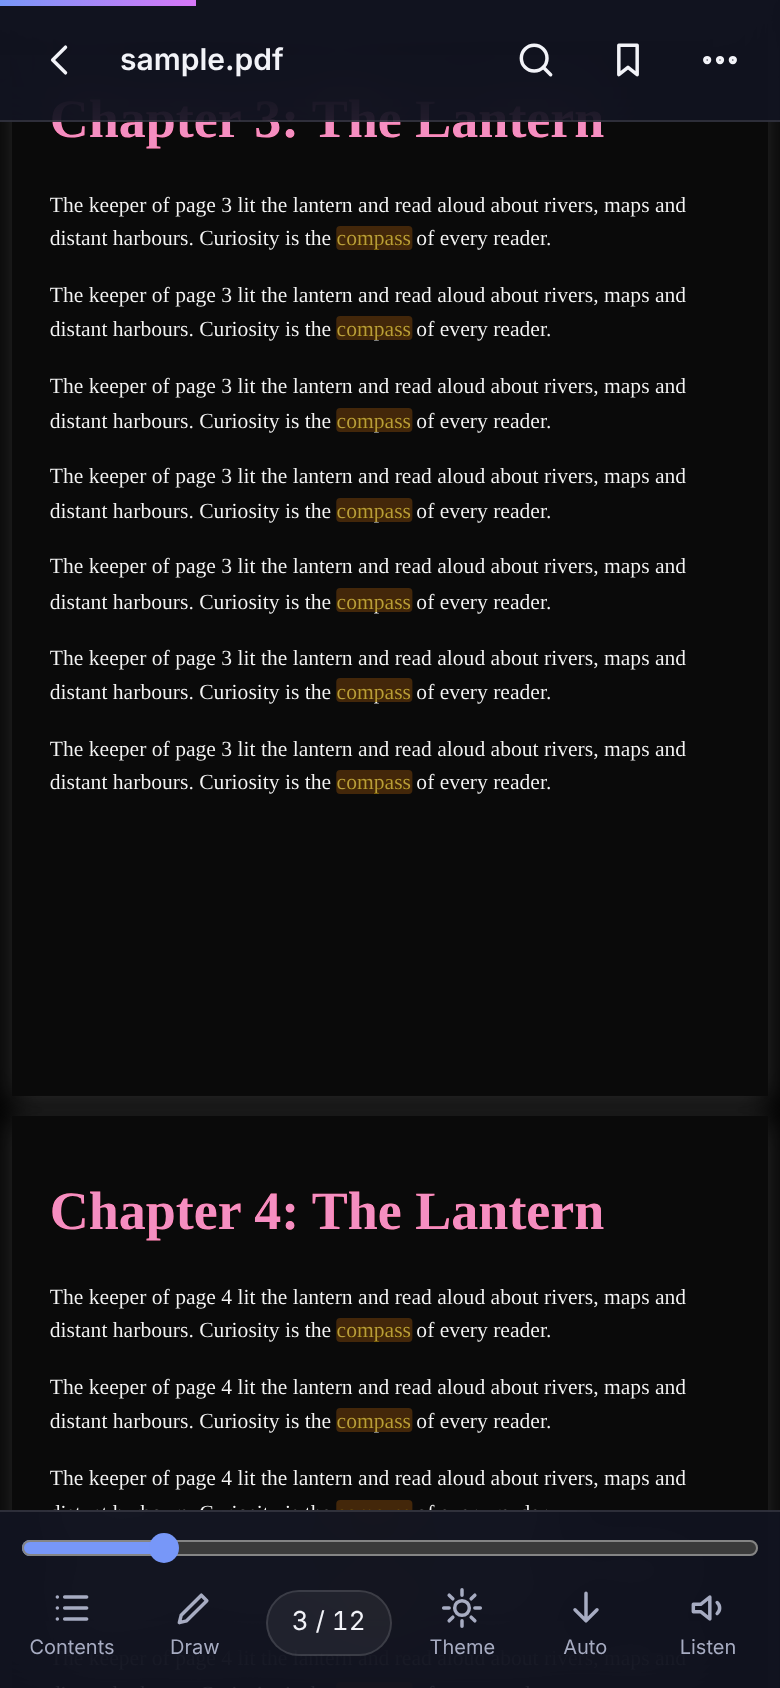 sample.pdf
Chapter 3: The Lantern
The keeper of page 3 lit the lantern and read aloud about rivers, maps and
distant harbours. Curiosity is the compass of every reader.
The keeper of page 3 lit the lantern and read aloud about rivers, maps and
distant harbours. Curiosity is the compass of every reader.
The keeper of page 3 lit the lantern and read aloud about rivers, maps and
distant harbours. Curiosity is the compass of every reader.
The keeper of page 3 lit the lantern and read aloud about rivers, maps and
distant harbours. Curiosity is the compass of every reader.
The keeper of page 3 lit the lantern and read aloud about rivers, maps and
distant harbours. Curiosity is the compass of every reader.
The keeper of page 3 lit the lantern and read aloud about rivers, maps and
distant harbours. Curiosity is the compass of every reader.
The keeper of page 3 lit the lantern and read aloud about rivers, maps and
distant harbours. Curiosity is the compass of every reader.
Chapter 4: The Lantern
The keeper of page 4 lit the lantern and read aloud about rivers, maps and
distant harbours. Curiosity is the compass of every reader.
The keeper of page 4 lit the lantern and read aloud about rivers, maps and
distant harbours. Curiosity is the compass of every reader.
The keeper of page 4 lit the lantern and read aloud about rivers, maps and
Contents
Draw
3 / 12
Theme
Auto
Listen